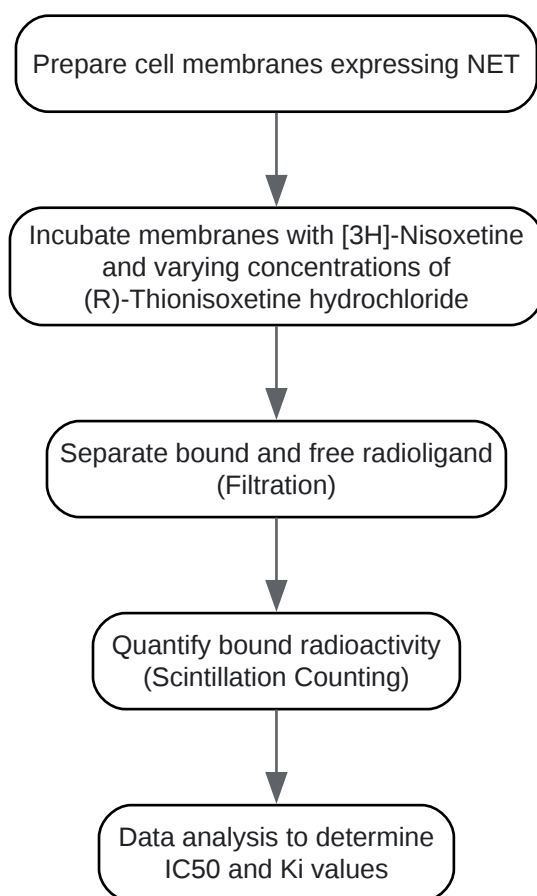 Prepare cell membranes expressing NET
Incubate membranes with [3H]-Nisoxetine
and varying concentrations of
(R)-Thionisoxetine hydrochloride
Separate bound and free radioligand
(Filtration)
Quantify bound radioactivity
(Scintillation Counting)
Data analysis to determine
IC50 and Ki values